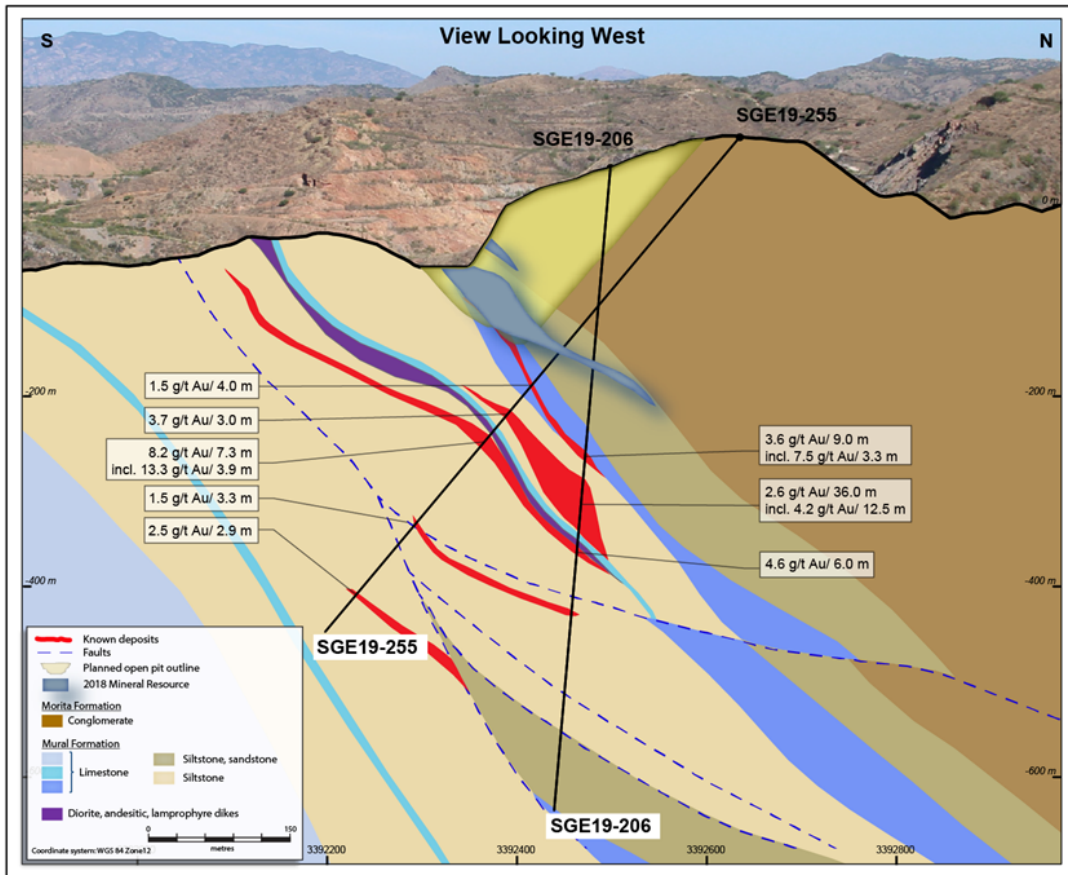 View Looking West
S
N
SGE19-206
SGE19-255
0 m
1.5 g/t Au/ 4.0 m
3.7 g/t Au/ 3.0 m
8.2 g/t Au/ 7.3 m
incl. 13.3 g/t Au/ 3.9 m
1.5 g/t Au/ 3.3 m
2.5 g/t Au/ 2.9 m
3.6 g/t Au/ 9.0 m
incl. 7.5 g/t Au/ 3.3 m
2.6 g/t Au/ 36.0 m
incl. 4.2 g/t Au/ 12.5 m
4.6 g/t Au/ 6.0 m
-200 m
-200 m
-400 m
-400 m
-600 m
SGE19-255
SGE19-206
Known deposits
Faults
Planned open pit outline
2018 Mineral Resource
Morita Formation
Conglomerate
Mural Formation
Limestone
Siltstone, sandstone
Siltstone
Diorite, andesitic, lamprophyre dikes
0 150
metres
Coordinate system: WGS 84 Zone12
3392200
3392400
3392600
3392800